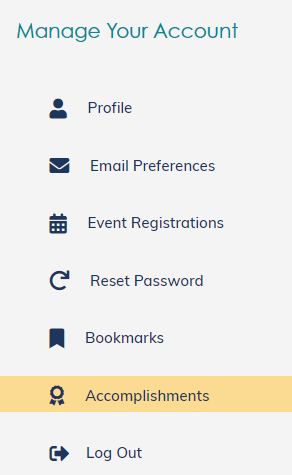 Manage Your Account
Profile
Email Preferences
Event Registrations
Reset Password
Bookmarks
Accomplishments
Log Out